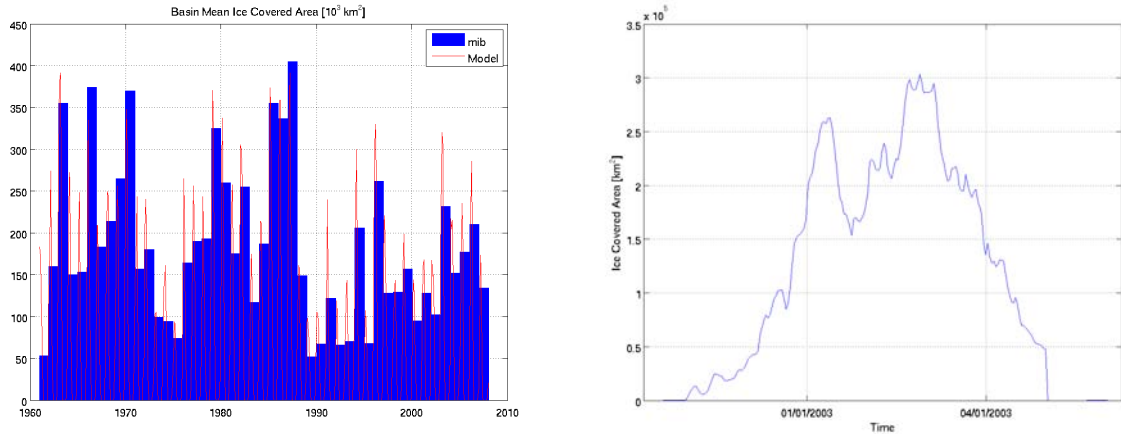 Basin Mean Ice Covered Area [10³ km²]
450
400
350
300
250
200
150
100
50
0
1960 1970 1980 1990 2000 2010
mib
Model
x 10⁵
3.5
3
2.5
2
1.5
1
0.5
0
Ice Covered Area [km²]
01/01/2003 04/01/2003
Time